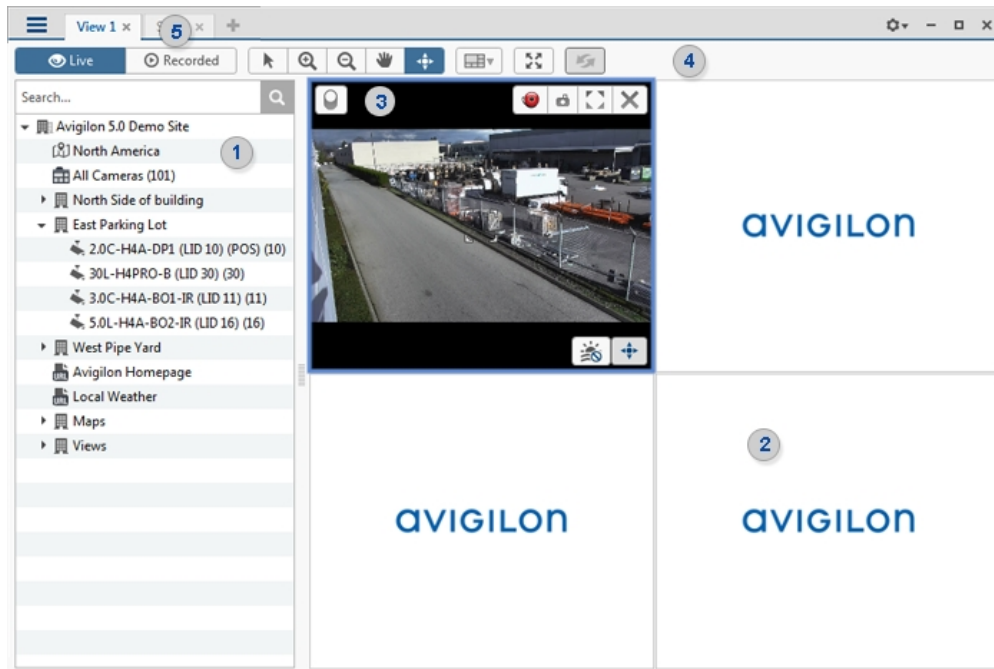 View 1
5
Live
Recorded
4
Search...
3
Avigilon 5.0 Demo Site
North America
1
All Cameras (101)
North Side of building
East Parking Lot
2.0C-H4A-DP1 (LID 10) (POS) (10)
30L-H4PRO-B (LID 30) (30)
3.0C-H4A-BO1-IR (LID 11) (11)
5.0L-H4A-BO2-IR (LID 16) (16)
West Pipe Yard
Avigilon Homepage
Local Weather
Maps
Views
avigilon
2
avigilon
avigilon